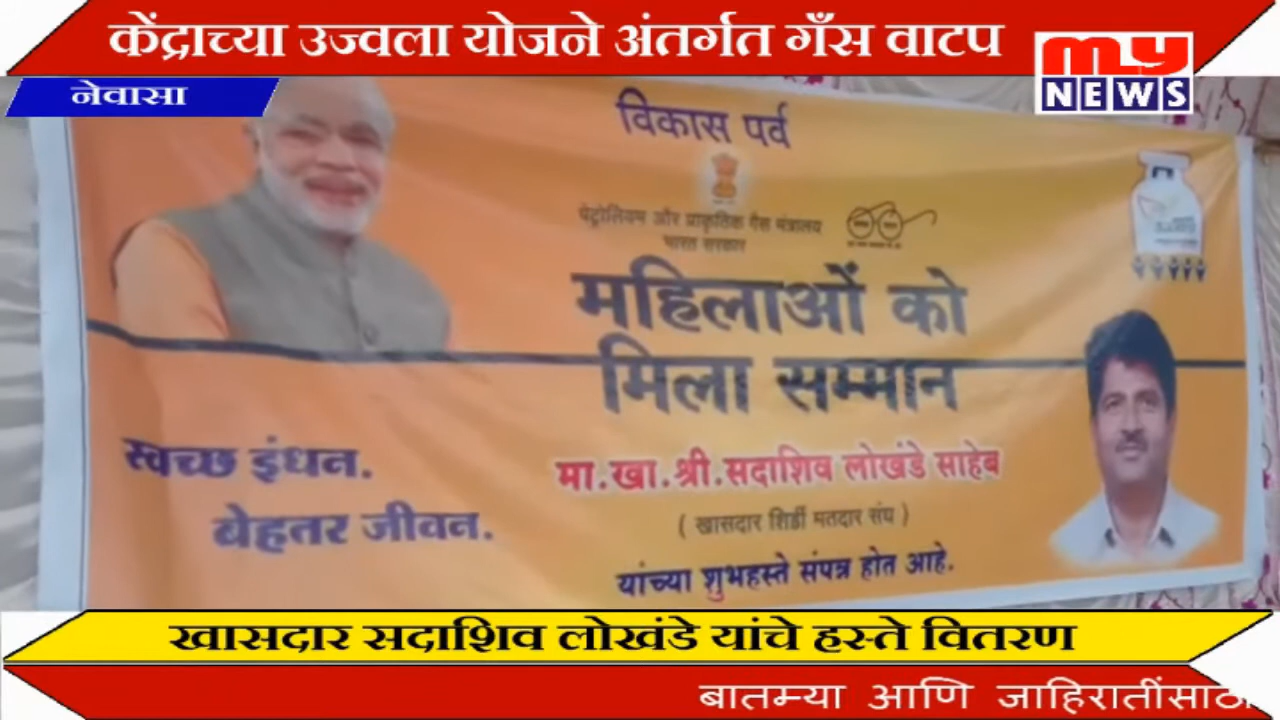 केंद्राच्या उज्वला योजने अंतर्गत गॅस वाटप
my
NEWS
नेवासा
विकास पर्व
पेट्रोलियम और प्राकृतिक गैस मंत्रालय
भारत सरकार
महिलाओं को
मिला सम्मान
स्वच्छ इंधन.
बेहतर जीवन.
मा.खा.श्री.सदाशिव लोखंडे साहेब
( खासदार शिर्डी मतदार संघ )
यांच्या शुभहस्ते संपन्न होत आहे.
खासदार सदाशिव लोखंडे यांचे हस्ते वितरण
बातम्या आणि जाहिरातींसाठ